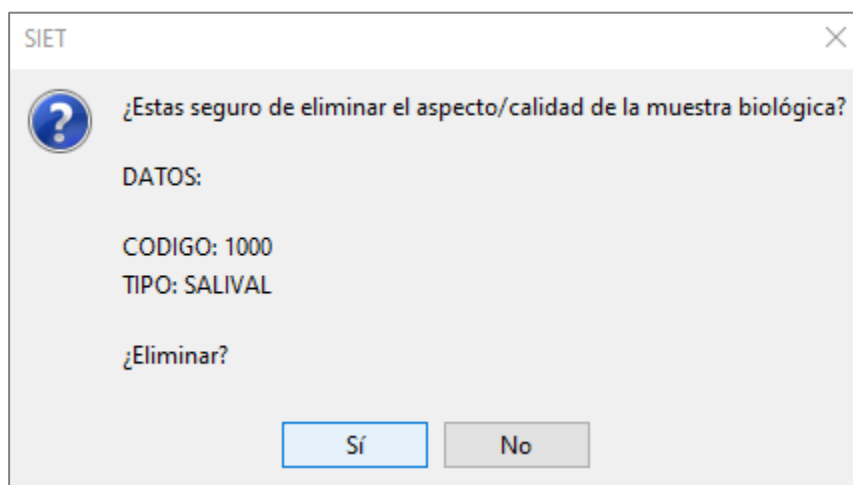 SIET
¿Estas seguro de eliminar el aspecto/calidad de la muestra biológica?
DATOS:
CODIGO: 1000
TIPO: SALIVAL
¿Eliminar?
Sí
No